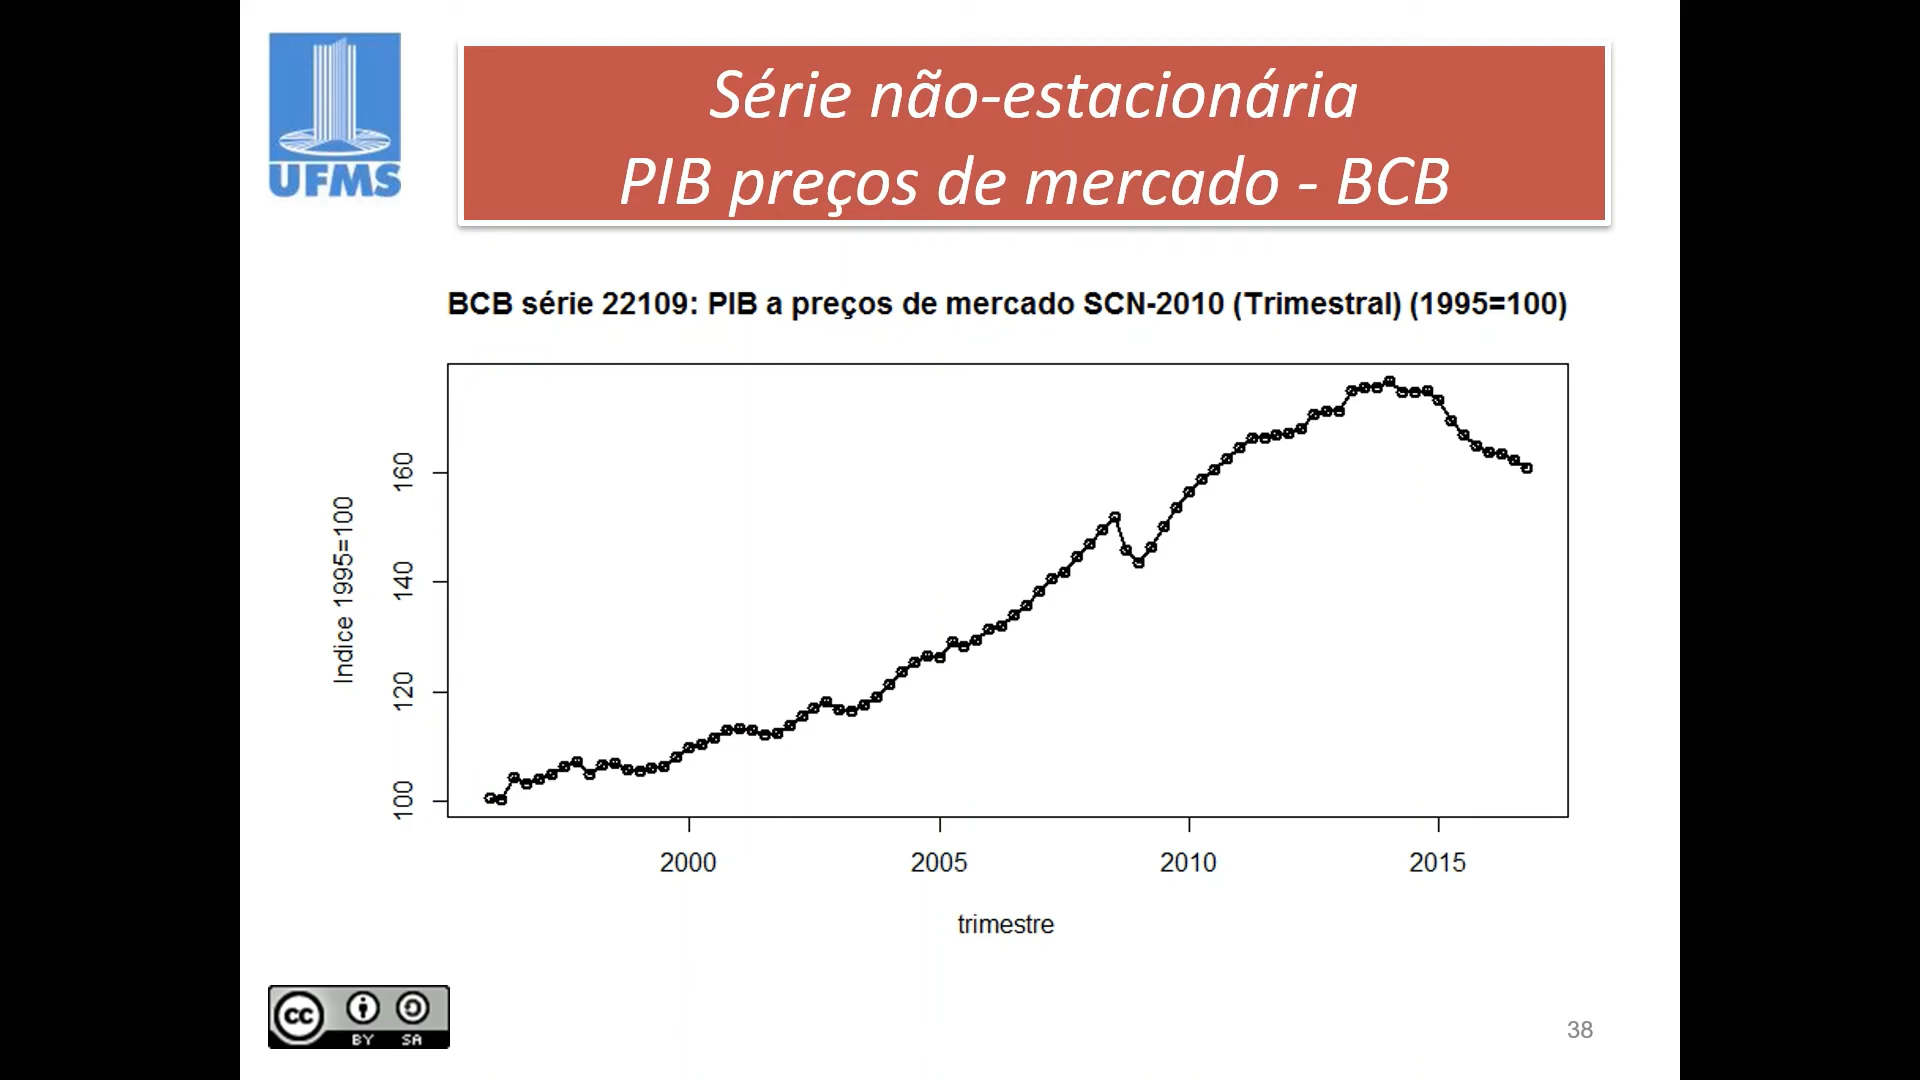 UFMS
Série não-estacionária
PIB preços de mercado - BCB
BCB série 22109: PIB a preços de mercado SCN-2010 (Trimestral) (1995=100)
Indice 1995=100
160
140
120
100
2000 2005 2010 2015
trimestre
cc
BY SA
38